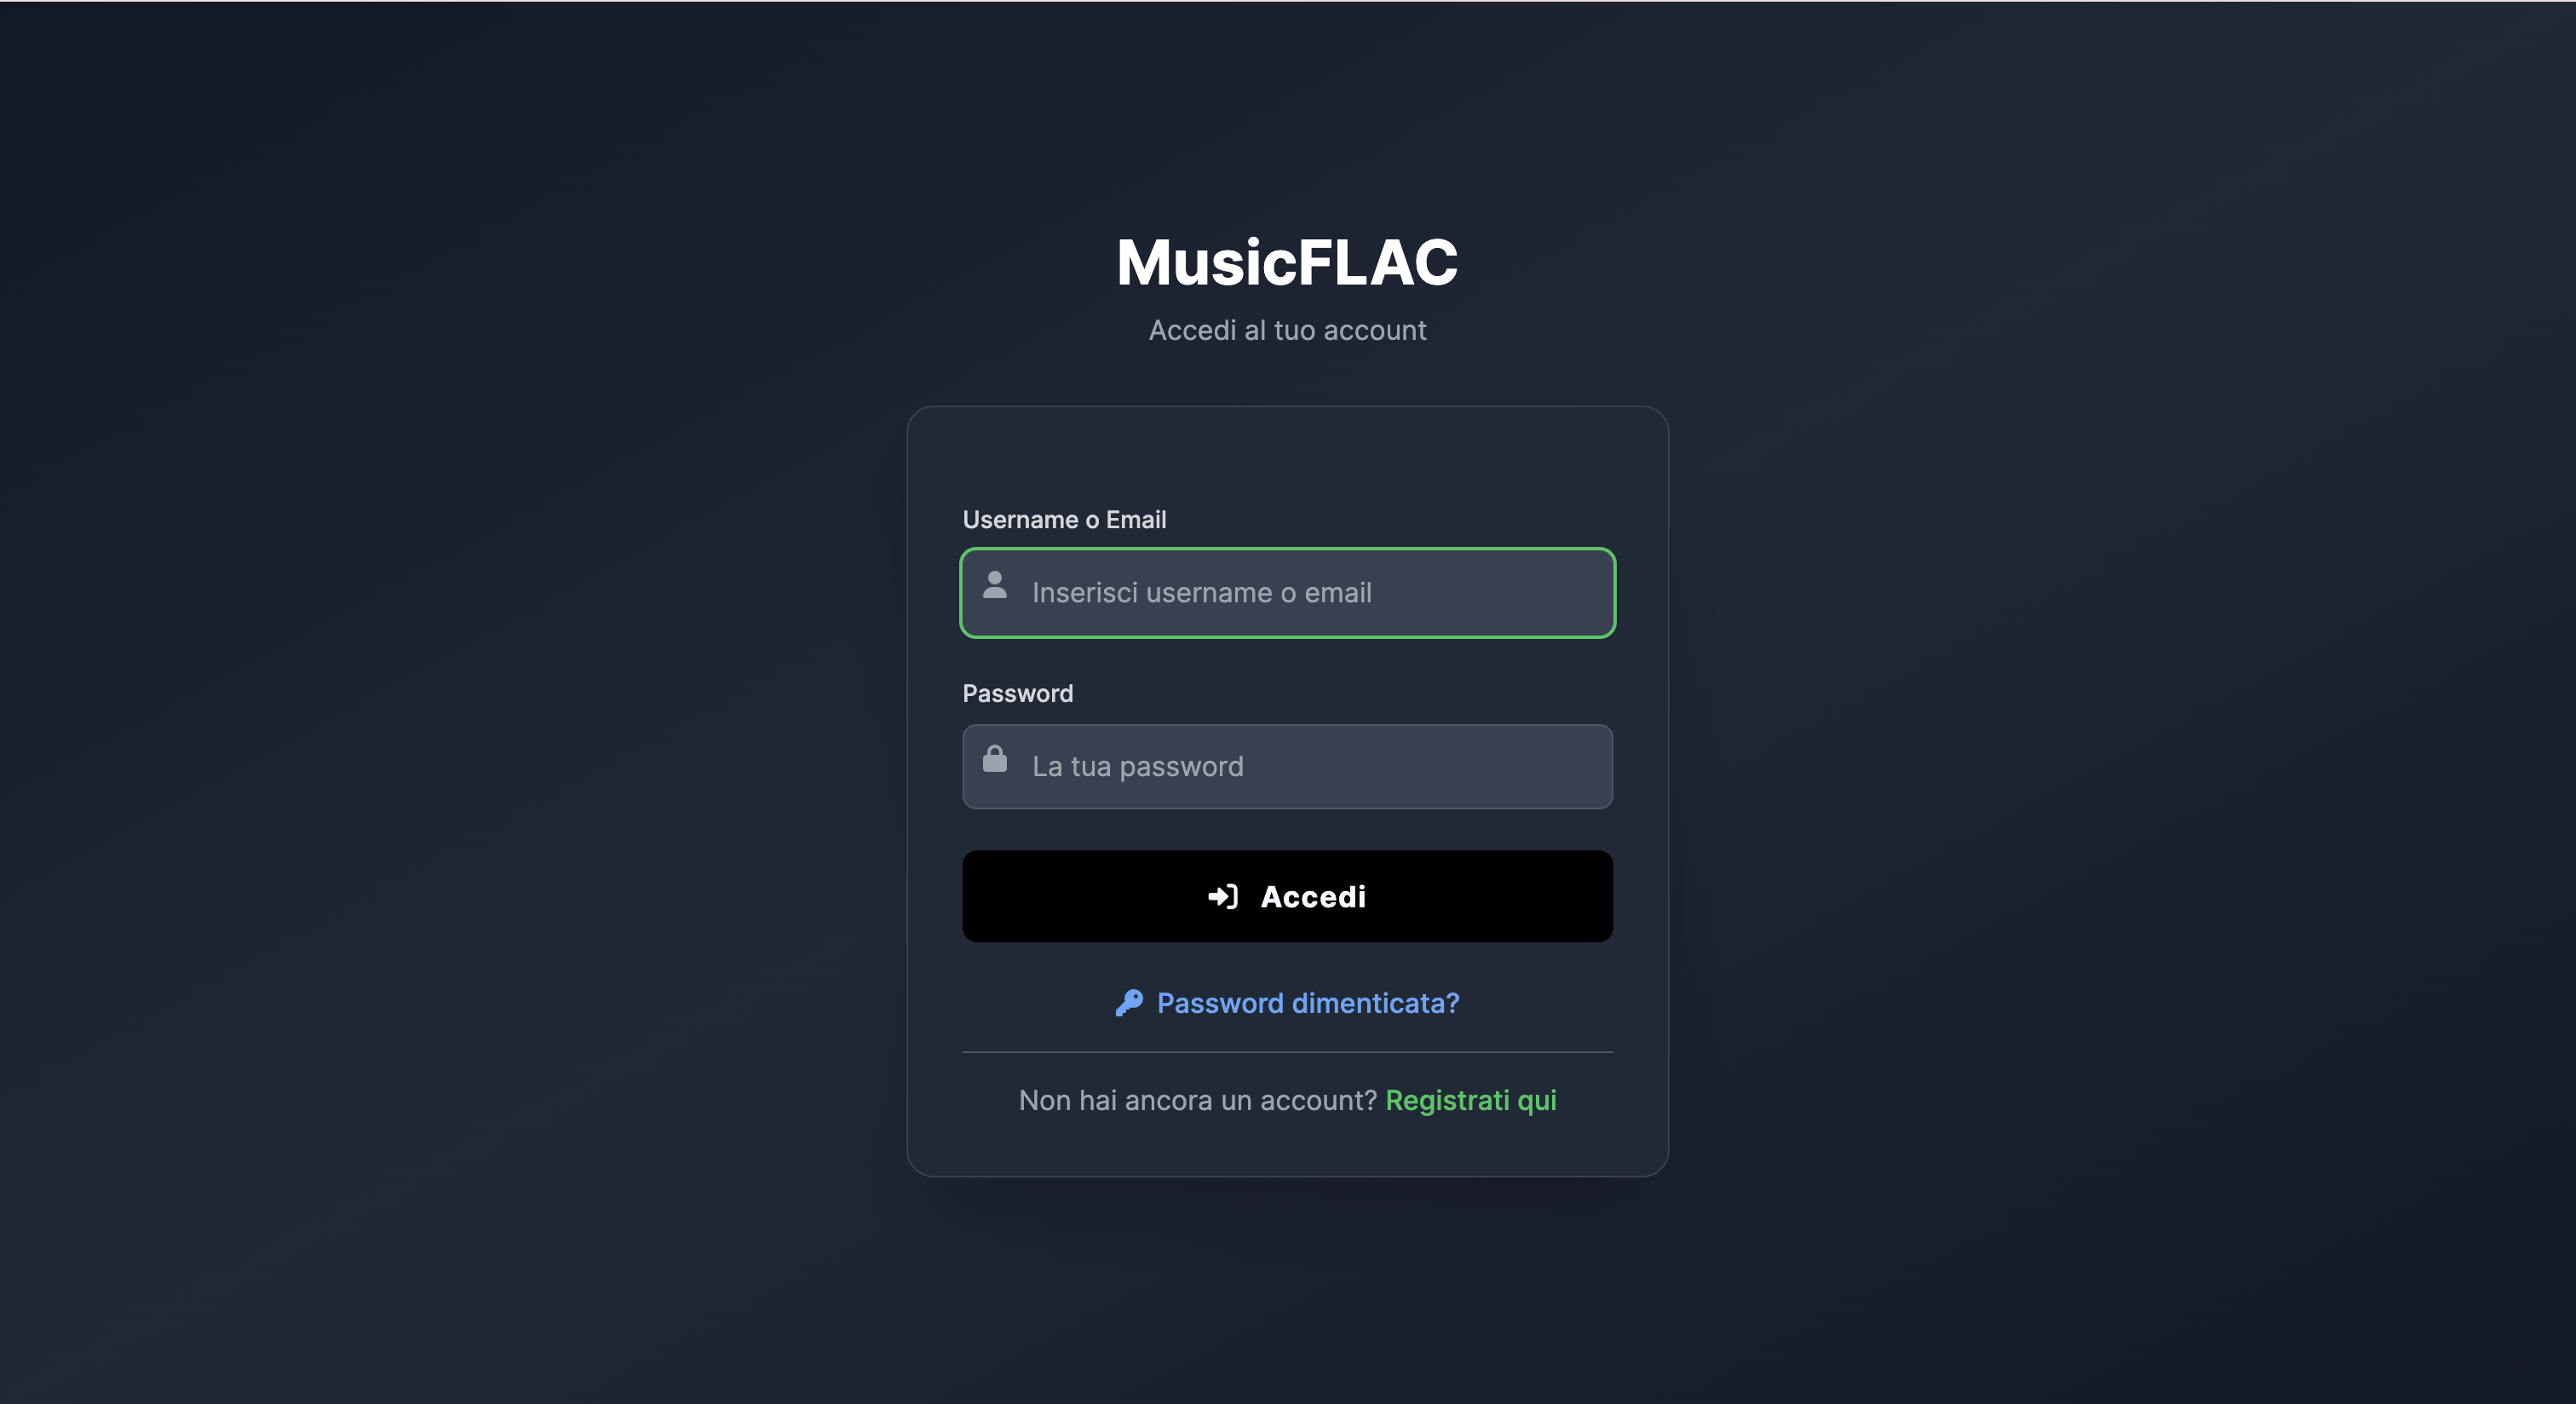 MusicFLAC
Accedi al tuo account
Username o Email
Inserisci username o email
Password
La tua password
Accedi
Password dimenticata?
Non hai ancora un account? Registrati qui